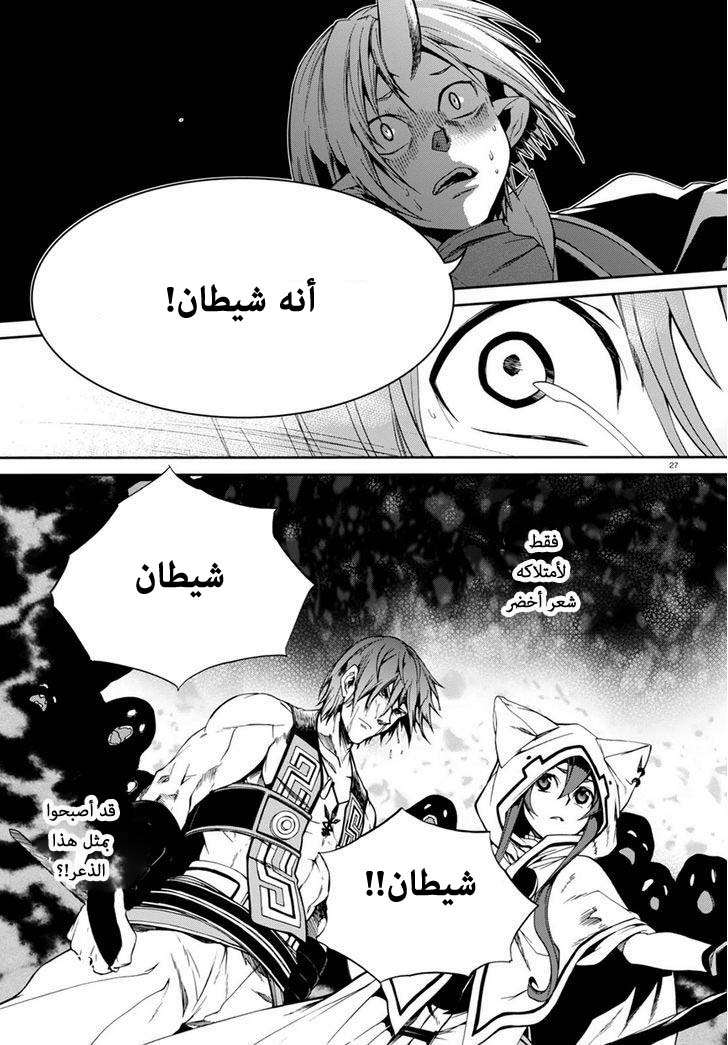 أنه شيطان!
27
فقط
لأمتلاكه
شعر أخضر
شيطان
قد أصبحوا
بمثل هذا
الذعر!؟
شيطان!!